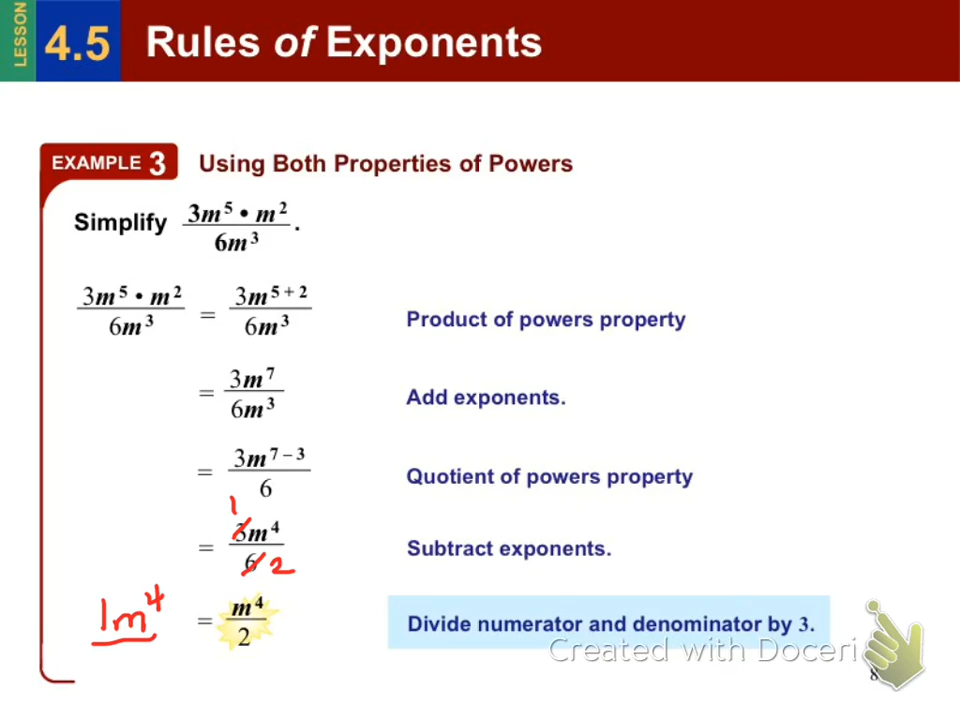 LESSON
4.5 Rules of Exponents
EXAMPLE 3 Using Both Properties of Powers
Simplify (3m⁵ • m²)/(6m³).
(3m⁵ • m²)/(6m³) = (3m⁵ ⁺ ²)/(6m³) Product of powers property
= (3m⁷)/(6m³) Add exponents.
= (3m⁷ ⁻ ³)/6 Quotient of powers property
1
= (3m⁴)/6 2 Subtract exponents.
1m⁴ = m⁴/2 Divide numerator and denominator by 3.
Created with Doceri
8